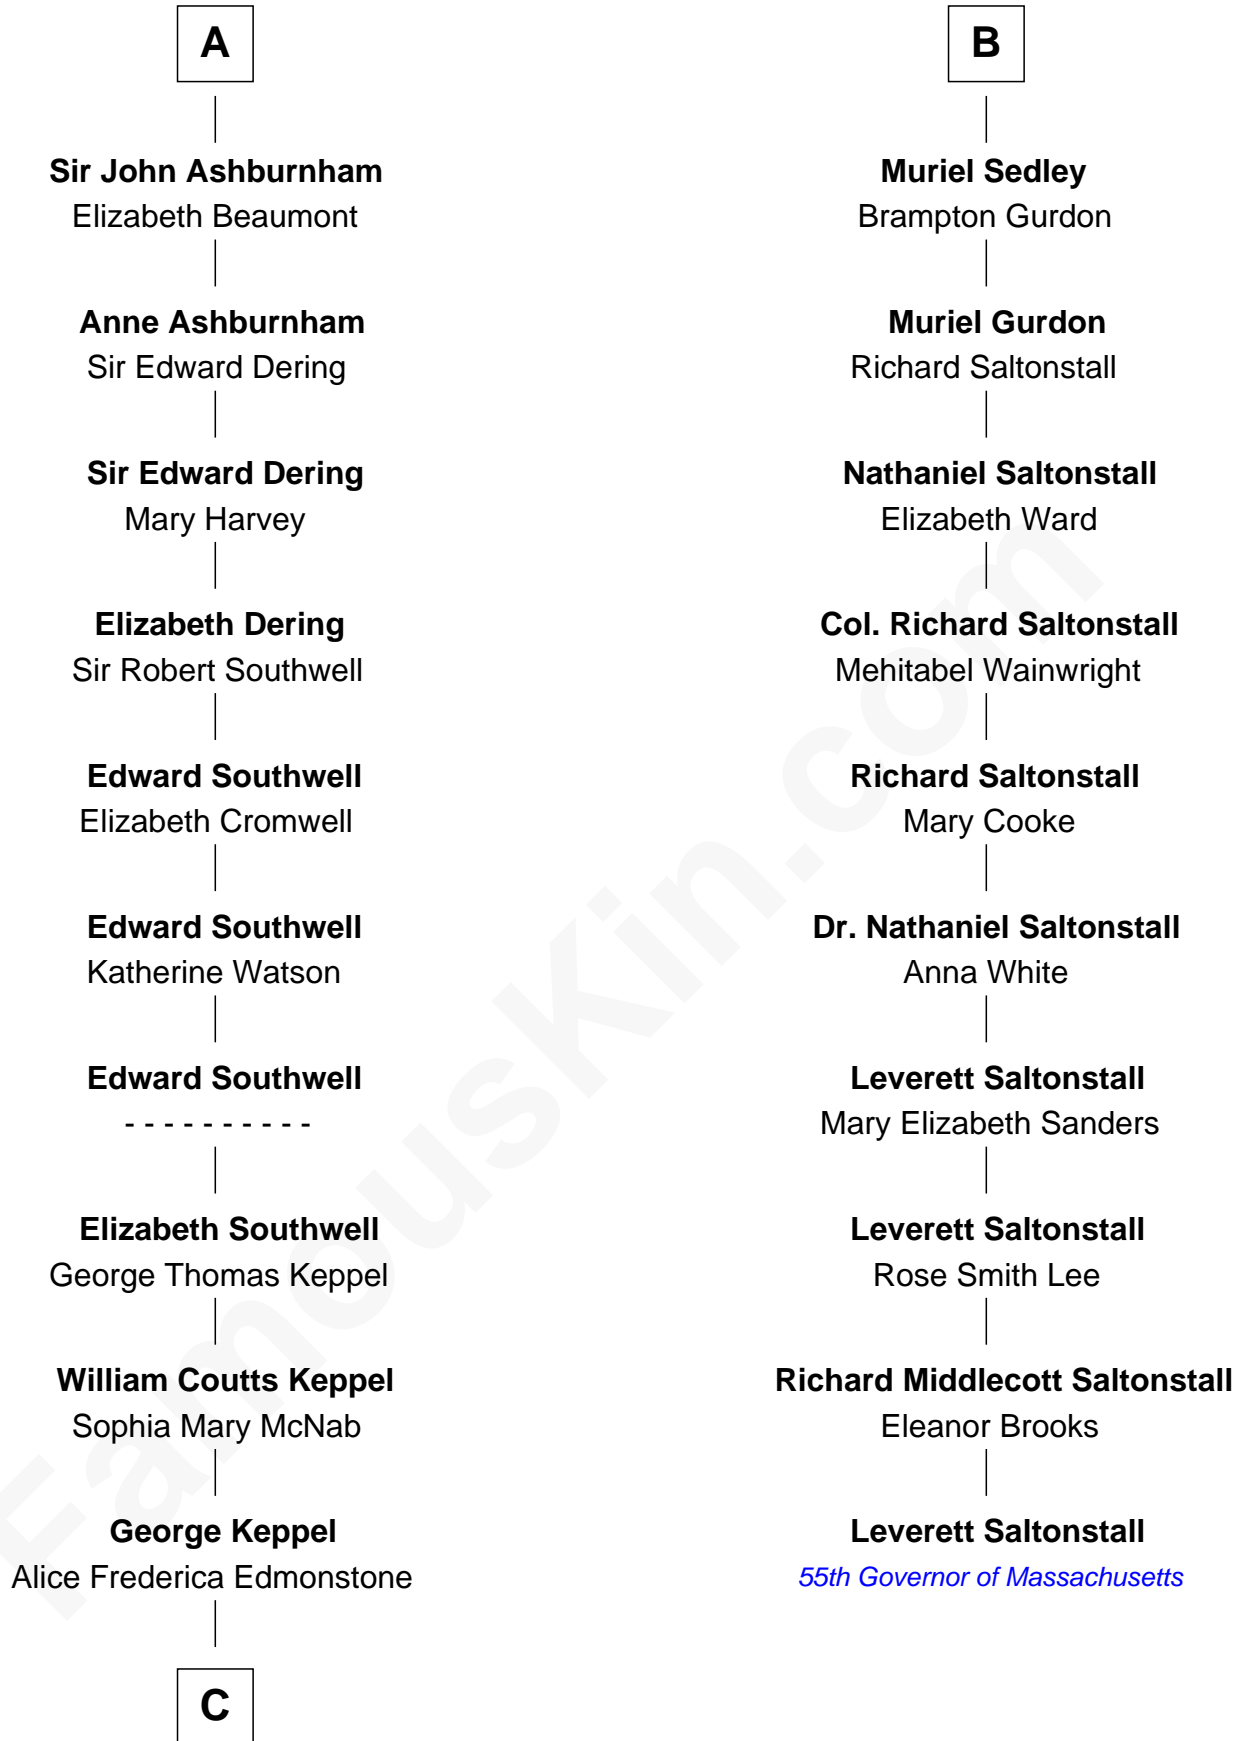 A
Sir John Ashburnham
Elizabeth Beaumont
Anne Ashburnham
Sir Edward Dering
Sir Edward Dering
Mary Harvey
Elizabeth Dering
Sir Robert Southwell
Edward Southwell
Elizabeth Cromwell
Edward Southwell
Katherine Watson
Edward Southwell
- - - - - - - - - -
Elizabeth Southwell
George Thomas Keppel
William Coutts Keppel
Sophia Mary McNab
George Keppel
Alice Frederica Edmonstone
C
B
Muriel Sedley
Brampton Gurdon
Muriel Gurdon
Richard Saltonstall
Nathaniel Saltonstall
Elizabeth Ward
Col. Richard Saltonstall
Mehitabel Wainwright
Richard Saltonstall
Mary Cooke
Dr. Nathaniel Saltonstall
Anna White
Leverett Saltonstall
Mary Elizabeth Sanders
Leverett Saltonstall
Rose Smith Lee
Richard Middlecott Saltonstall
Eleanor Brooks
Leverett Saltonstall
55th Governor of Massachusetts
FamousKin.com